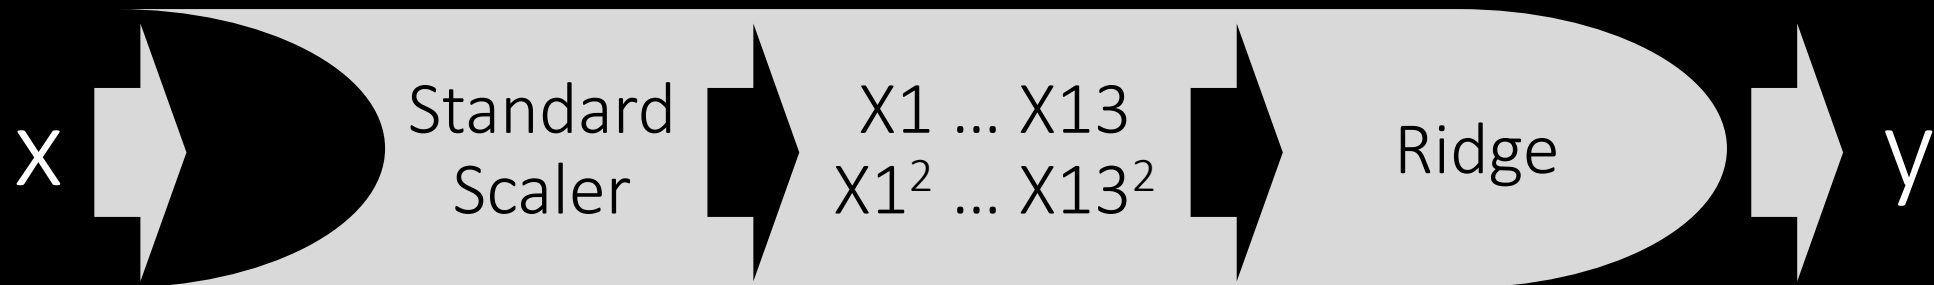 x
Standard
Scaler
X1 ... X13
X1² ... X13²
Ridge
y